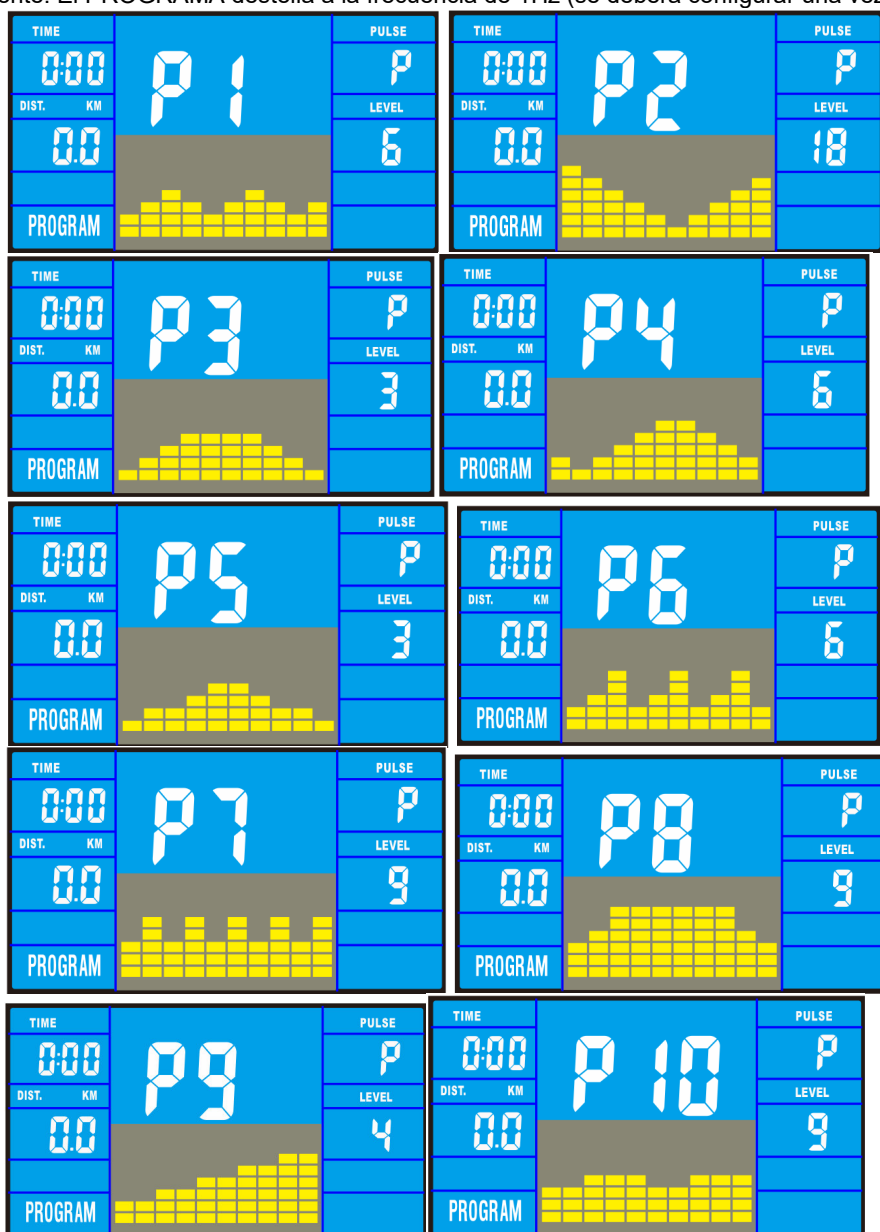 ente. El PROGRAMA destella a la frecuencia de 1Hz (se deberá configurar una vez
TIME PULSE
0:00 P1 P
DIST. KM LEVEL
0.0 6
PROGRAM
TIME PULSE
0:00 P2 P
DIST. KM LEVEL
0.0 18
PROGRAM
TIME PULSE
0:00 P3 P
DIST. KM LEVEL
0.0 3
PROGRAM
TIME PULSE
0:00 P4 P
DIST. KM LEVEL
0.0 6
PROGRAM
TIME PULSE
0:00 P5 P
DIST. KM LEVEL
0.0 3
PROGRAM
TIME PULSE
0:00 P6 P
DIST. KM LEVEL
0.0 6
PROGRAM
TIME PULSE
0:00 P7 P
DIST. KM LEVEL
0.0 9
PROGRAM
TIME PULSE
0:00 P8 P
DIST. KM LEVEL
0.0 9
PROGRAM
TIME PULSE
0:00 P9 P
DIST. KM LEVEL
0.0 4
PROGRAM
TIME PULSE
0:00 P10 P
DIST. KM LEVEL
0.0 9
PROGRAM